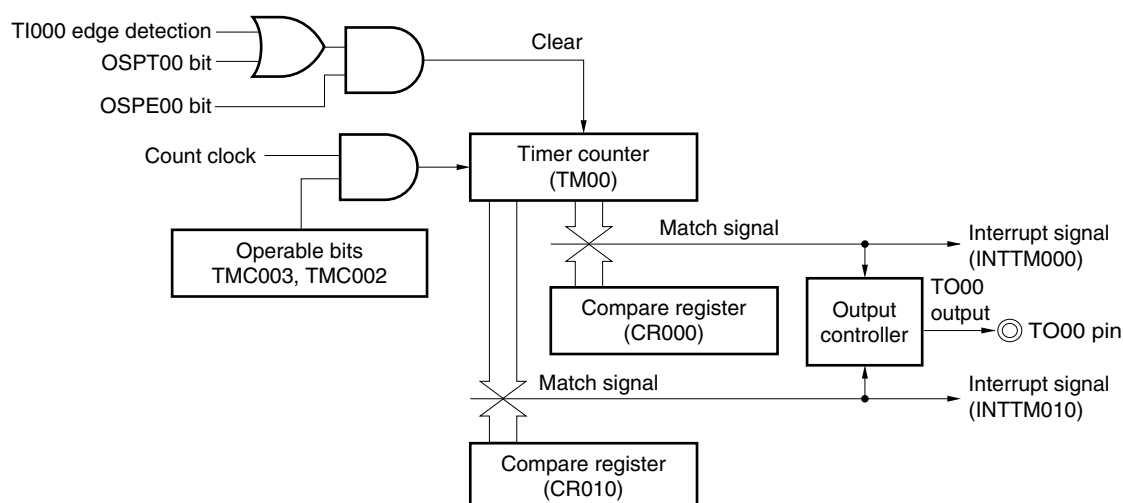 TI000 edge detection
OSPT00 bit
OSPE00 bit
Clear
Count clock
Timer counter
(TM00)
Operable bits
TMC003, TMC002
Match signal
Interrupt signal
(INTTM000)
Compare register
(CR000)
Output
controller
TO00
output
TO00 pin
Match signal
Interrupt signal
(INTTM010)
Compare register
(CR010)